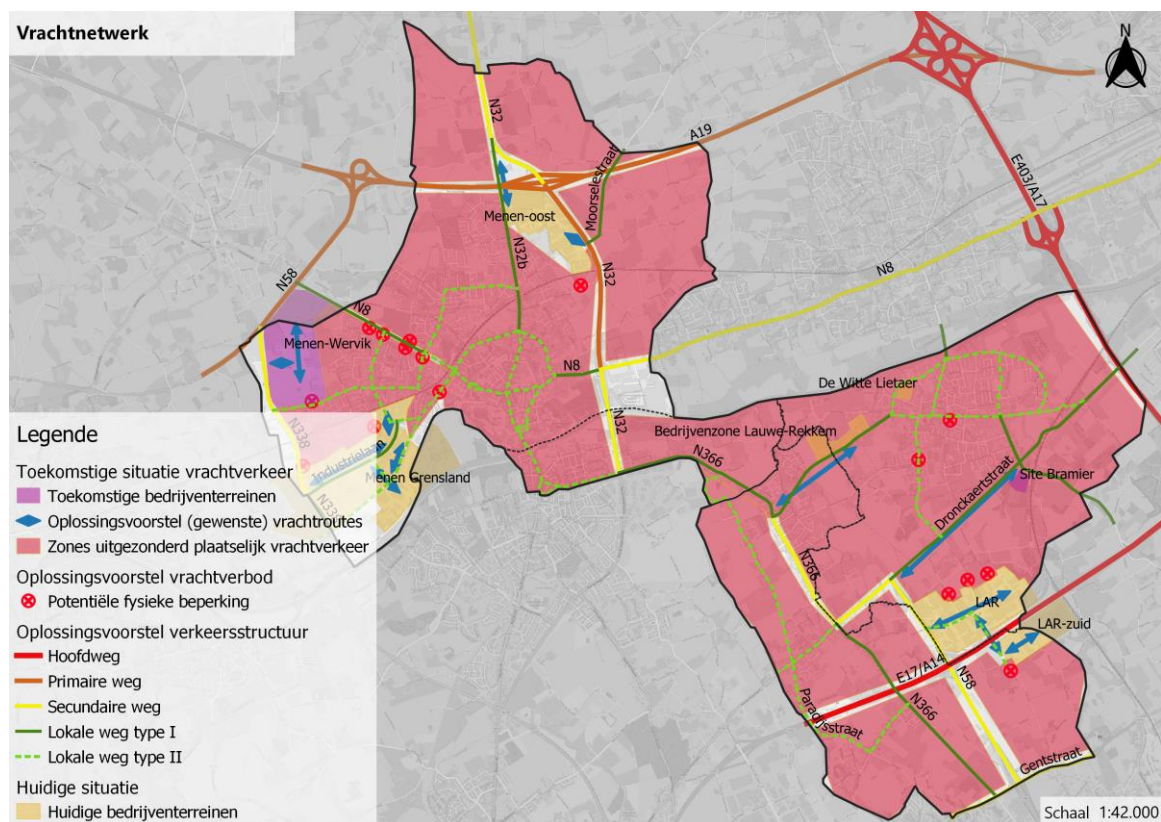 Vrachtnetwerk
N
N32
A19
Moorselestraat
E403/A17
Menen-oost
N32b
N32
N58
N8
N8
Menen-Wervik
N8
De Witte Lietaer
N338
N32
Bedrijvenzone Lauwe-Rekkem
N366
Industrielaan
Menen Grensland
Site Bramier
Dronckaertstraat
N366
LAR
LAR-zuid
E17/A14
N58
N366
Paradijsstraat
Gentstraat
Legende
Toekomstige situatie vrachtverkeer
Toekomstige bedrijventerreinen
Oplossingsvoorstel (gewenste) vrachtroutes
Zones uitgezonderd plaatselijk vrachtverkeer
Oplossingsvoorstel vrachtverbod
Potentiële fysieke beperking
Oplossingsvoorstel verkeersstructuur
Hoofdweg
Primaire weg
Secundaire weg
Lokale weg type I
Lokale weg type II
Huidige situatie
Huidige bedrijventerreinen
Schaal 1:42.000